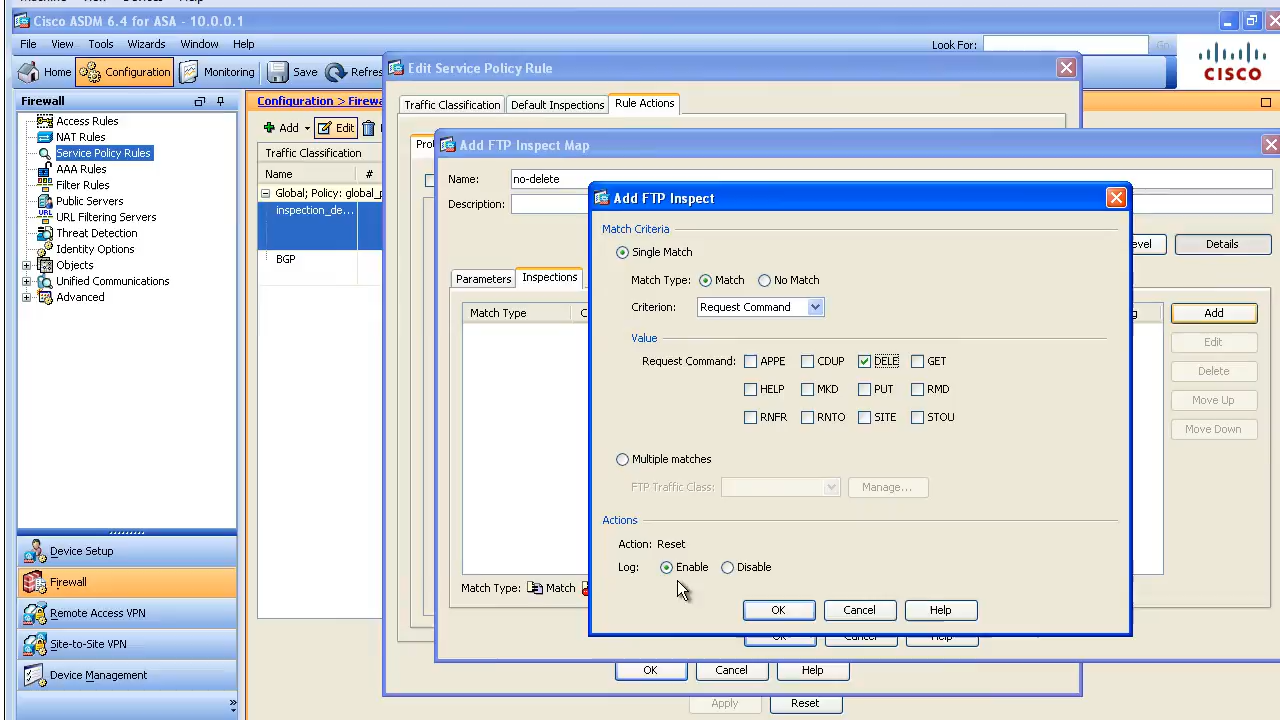 Cisco ASDM 6.4 for ASA - 10.0.0.1
File View Tools Wizards Window Help
Look For: Go
Home Configuration Monitoring Save
CISCO
Firewall
Access Rules
NAT Rules
Service Policy Rules
AAA Rules
Filter Rules
Public Servers
URL Filtering Servers
Threat Detection
Identity Options
Objects
Unified Communications
Advanced
Device Setup
Firewall
Remote Access VPN
Site-to-Site VPN
Device Management
Configuration > Firewa
Add Edit
Traffic Classification
Name #
Global; Policy: global_p
inspection_de...
BGP
Apply Reset
Edit Service Policy Rule
Traffic Classification Default Inspections Rule Actions
OK Cancel Help
Add FTP Inspect Map
Name: no-delete
Description:
Details
Parameters Inspections
Match Type
Add
Edit
Delete
Move Up
Move Down
Match Type: Match
OK Cancel Help
Add FTP Inspect
Match Criteria
Single Match
Match Type: Match No Match
Criterion: Request Command
Value
Request Command: APPE CDUP DELE GET
HELP MKD PUT RMD
RNFR RNTO SITE STOU
Multiple matches
FTP Traffic Class: Manage...
Actions
Action: Reset
Log: Enable Disable
OK Cancel Help